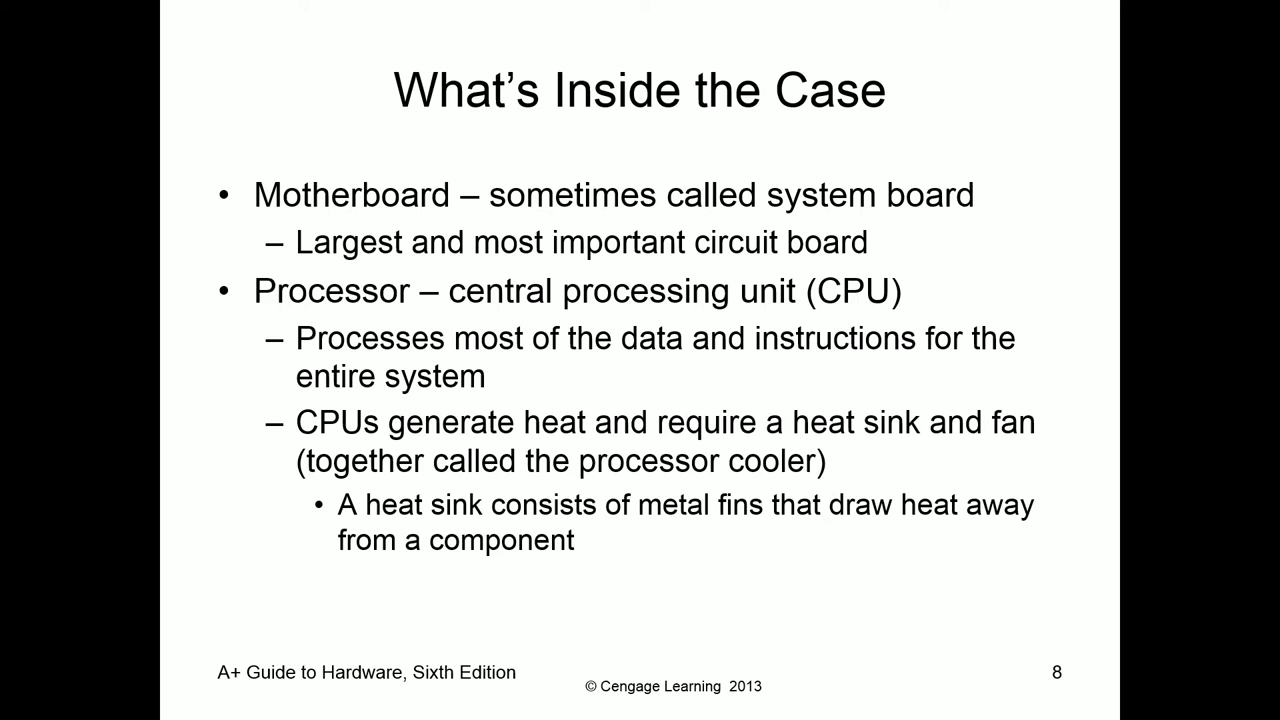 What’s Inside the Case
• Motherboard – sometimes called system board
– Largest and most important circuit board
• Processor – central processing unit (CPU)
– Processes most of the data and instructions for the
entire system
– CPUs generate heat and require a heat sink and fan
(together called the processor cooler)
• A heat sink consists of metal fins that draw heat away
from a component
A+ Guide to Hardware, Sixth Edition
© Cengage Learning 2013
8